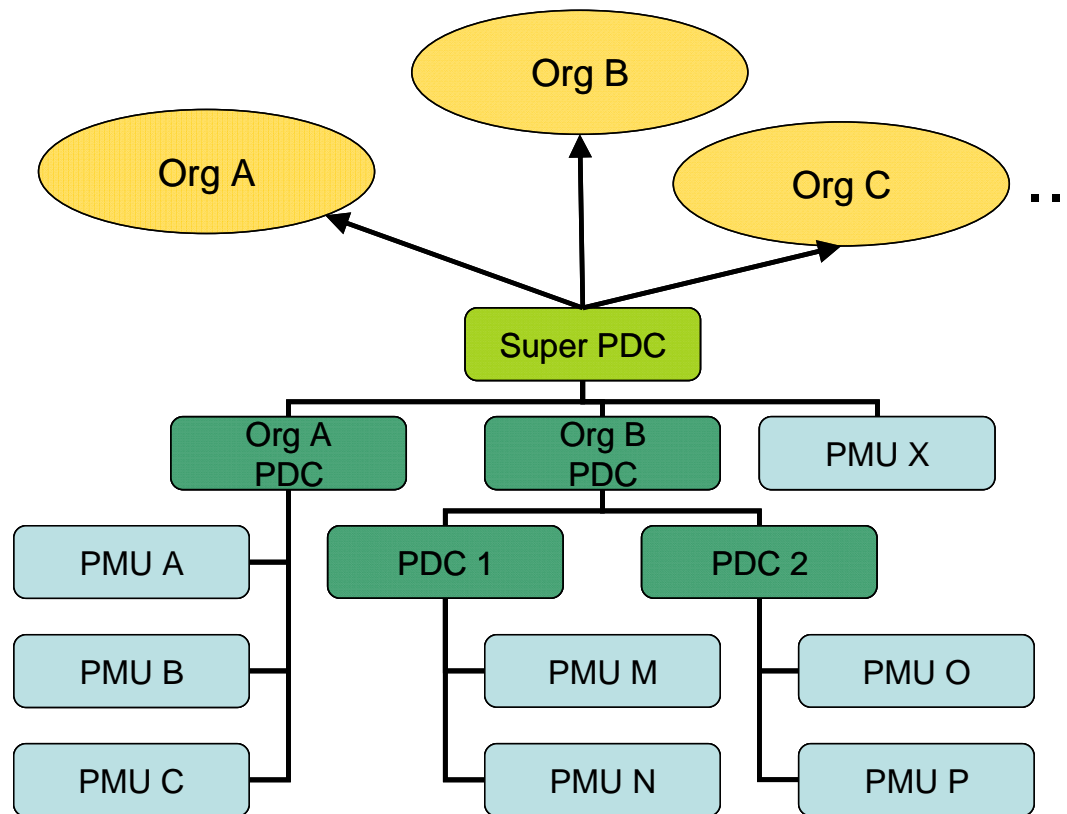 Org B
Org A
Org C
..
Super PDC
Org A
PDC
Org B
PDC
PMU X
PMU A
PDC 1
PDC 2
PMU B
PMU M
PMU O
PMU C
PMU N
PMU P